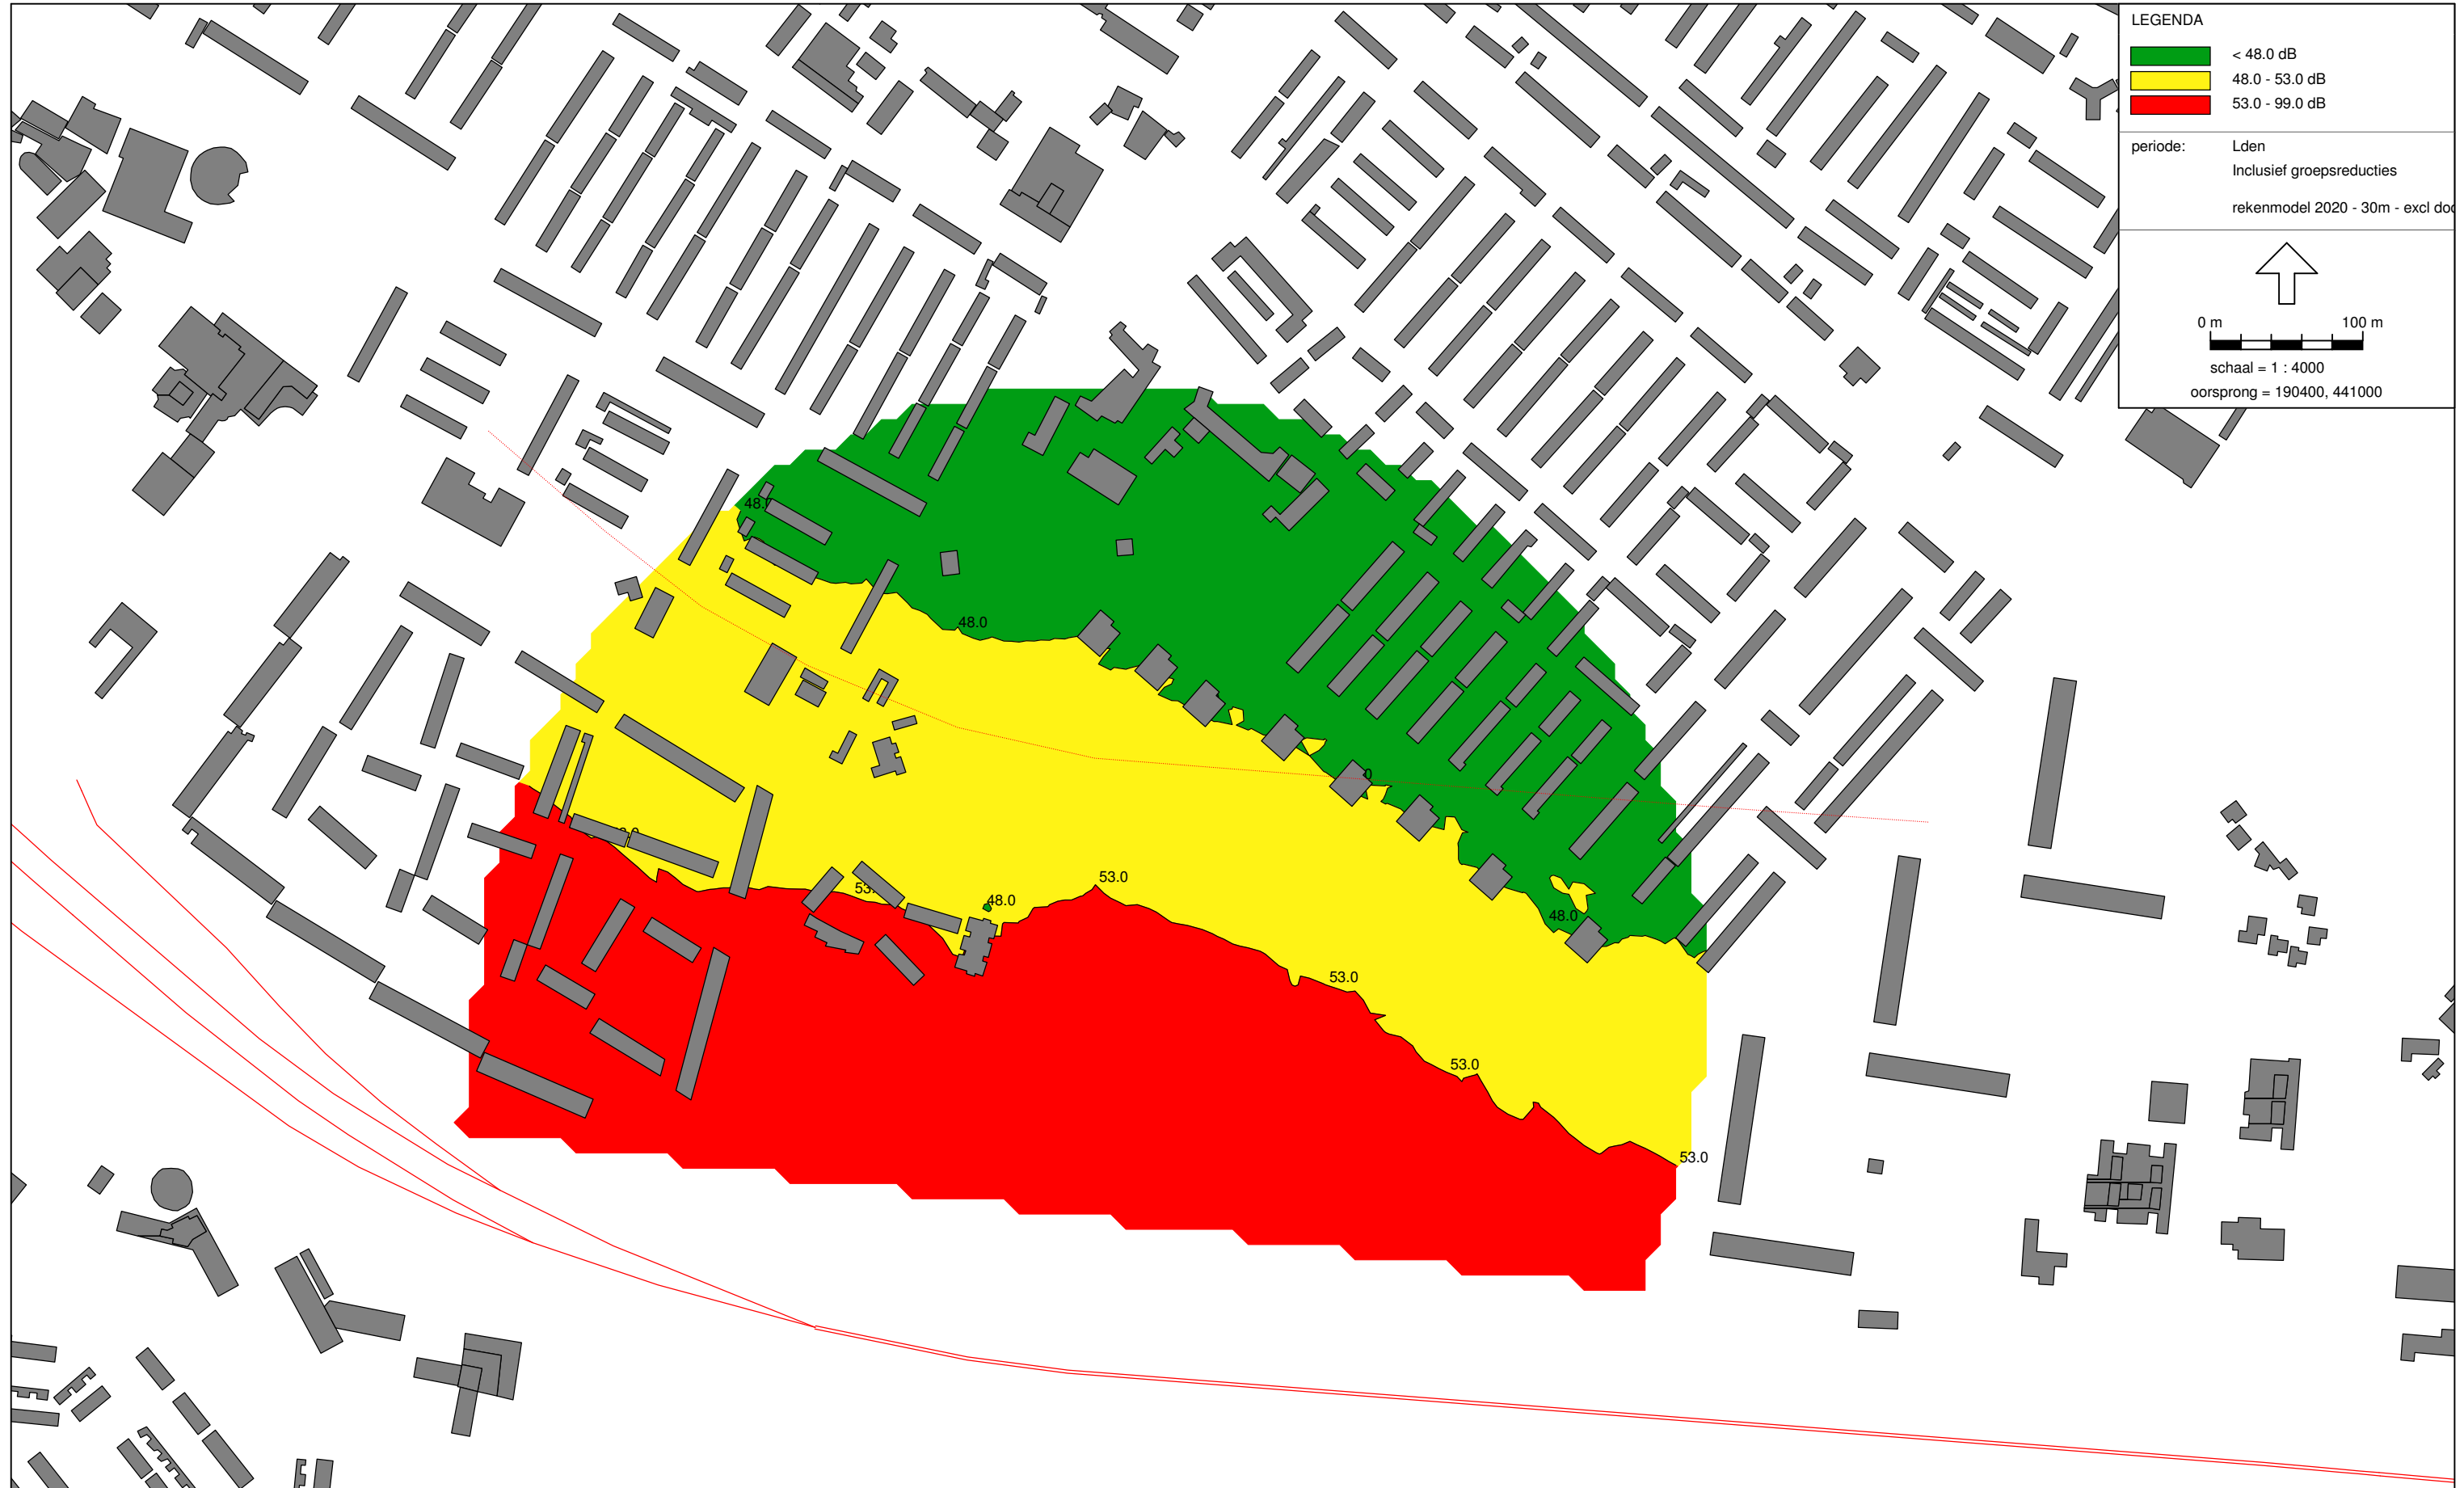 LEGENDA
< 48.0 dB
48.0 - 53.0 dB
53.0 - 99.0 dB
periode: Lden
Inclusief groepsreducties
rekenmodel 2020 - 30m - excl
0 m 100 m
schaal = 1 : 4000
oorsprong = 190400, 441000
48.0
53.0
48.0
53.0
53.0
48.0
53.0
53.0